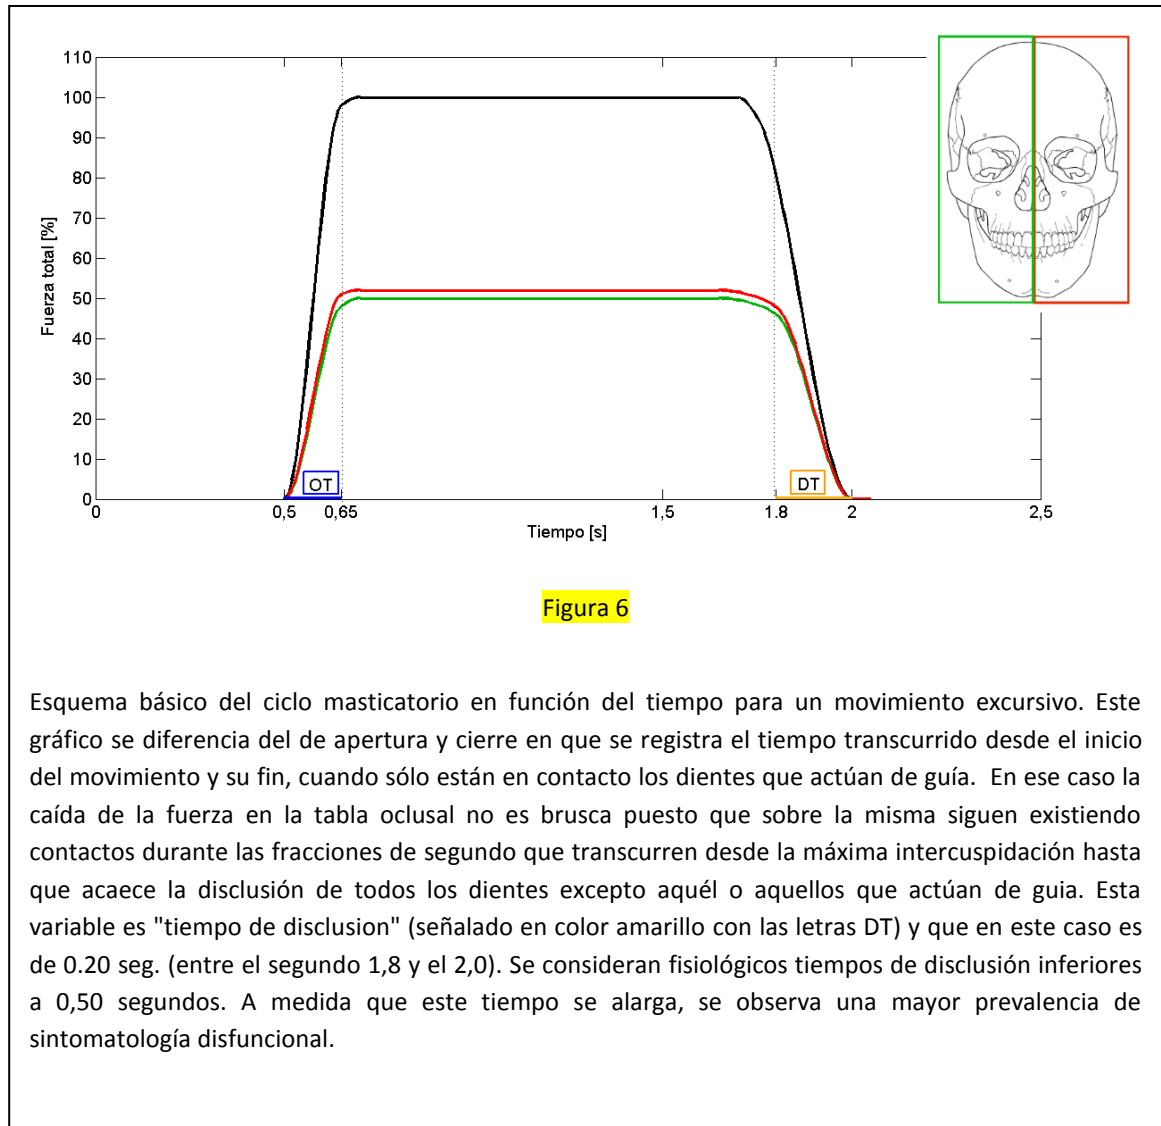 110
100
90
80
70
60
50
40
30
20
10
0
Fuerza total [%]
OT
DT
0
0,5
0,65
1,5
1.8
2
2,5
Tiempo [s]
Figura 6
Esquema básico del ciclo masticatorio en función del tiempo para un movimiento excursivo. Este
gráfico se diferencia del de apertura y cierre en que se registra el tiempo transcurrido desde el inicio
del movimiento y su fin, cuando sólo están en contacto los dientes que actúan de guía. En ese caso la
caída de la fuerza en la tabla oclusal no es brusca puesto que sobre la misma siguen existiendo
contactos durante las fracciones de segundo que transcurren desde la máxima intercuspidación hasta
que acaece la disclusión de todos los dientes excepto aquél o aquellos que actúan de guia. Esta
variable es "tiempo de disclusion" (señalado en color amarillo con las letras DT) y que en este caso es
de 0.20 seg. (entre el segundo 1,8 y el 2,0). Se consideran fisiológicos tiempos de disclusión inferiores
a 0,50 segundos. A medida que este tiempo se alarga, se observa una mayor prevalencia de
sintomatología disfuncional.